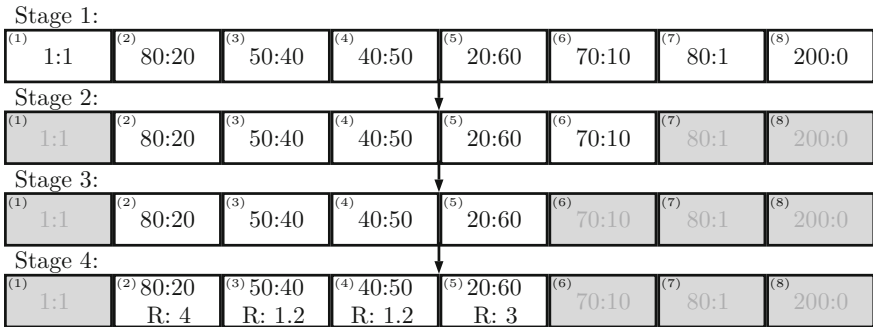 Stage 1:
(1) 1:1 (2) 80:20 (3) 50:40 (4) 40:50 (5) 20:60 (6) 70:10 (7) 80:1 (8) 200:0
Stage 2:
(1) 1:1 (2) 80:20 (3) 50:40 (4) 40:50 (5) 20:60 (6) 70:10 (7) 80:1 (8) 200:0
Stage 3:
(1) 1:1 (2) 80:20 (3) 50:40 (4) 40:50 (5) 20:60 (6) 70:10 (7) 80:1 (8) 200:0
Stage 4:
(1) 1:1 (2) 80:20 (3) 50:40 (4) 40:50 (5) 20:60 (6) 70:10 (7) 80:1 (8) 200:0
R: 4 R: 1.2 R: 1.2 R: 3